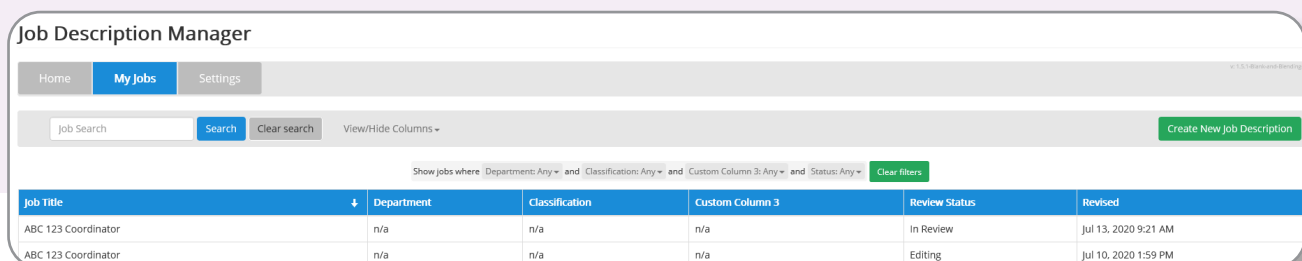 Job Description Manager
Home My Jobs Settings
Job Search Search Clear search View/Hide Columns Create New Job Description
Show jobs where Department: Any and Classification: Any and Custom Column 3: Any and Status: Any Clear filters
Job Title Department Classification Custom Column 3 Review Status Revised
ABC 123 Coordinator n/a n/a n/a In Review Jul 13, 2020 9:21 AM
ABC 123 Coordinator n/a n/a n/a Editing Jul 10, 2020 1:59 PM